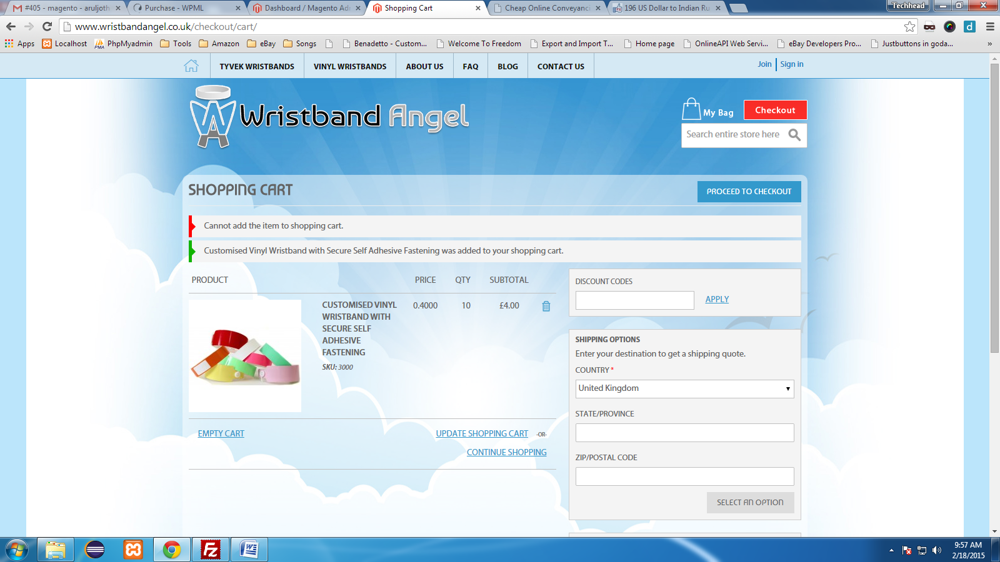 #405 - magento - aruljoth
Purchase - WPML
Dashboard / Magento Adm
Shopping Cart
Cheap Online Conveyanci
196 US Dollar to Indian Ru
Techhead
www.wristbandangel.co.uk/checkout/cart/
Apps
Localhost
PhpMyadmin
Tools
Amazon
eBay
Songs
Benadetto - Custom...
Welcome To Freedom
Export and Import T...
Home page
OnlineAPI Web Servi...
eBay Developers Pro...
Justbuttons in goda...
»
TYVEK WRISTBANDS
VINYL WRISTBANDS
ABOUT US
FAQ
BLOG
CONTACT US
Join
Sign in
Wristband Angel
My Bag
Checkout
Search entire store here
SHOPPING CART
PROCEED TO CHECKOUT
Cannot add the item to shopping cart.
Customised Vinyl Wristband with Secure Self Adhesive Fastening was added to your shopping cart.
PRODUCT PRICE QTY SUBTOTAL
CUSTOMISED VINYL
WRISTBAND WITH
SECURE SELF
ADHESIVE
FASTENING
SKU: 3000
0.4000 10 £4.00
EMPTY CART
UPDATE SHOPPING CART -OR-
CONTINUE SHOPPING
DISCOUNT CODES
APPLY
SHIPPING OPTIONS
Enter your destination to get a shipping quote.
COUNTRY *
United Kingdom
STATE/PROVINCE
ZIP/POSTAL CODE
SELECT AN OPTION
9:57 AM
2/18/2015